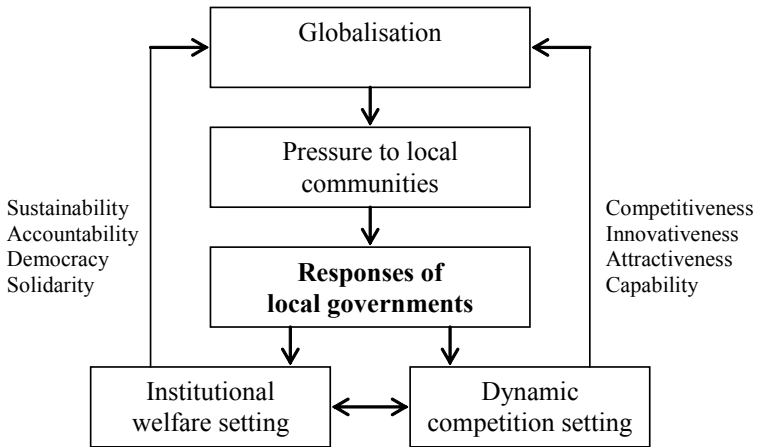 Globalisation
Pressure to local
communities
Sustainability
Accountability
Democracy
Solidarity
Competitiveness
Innovativeness
Attractiveness
Capability
Responses of
local governments
Institutional
welfare setting
Dynamic
competition setting